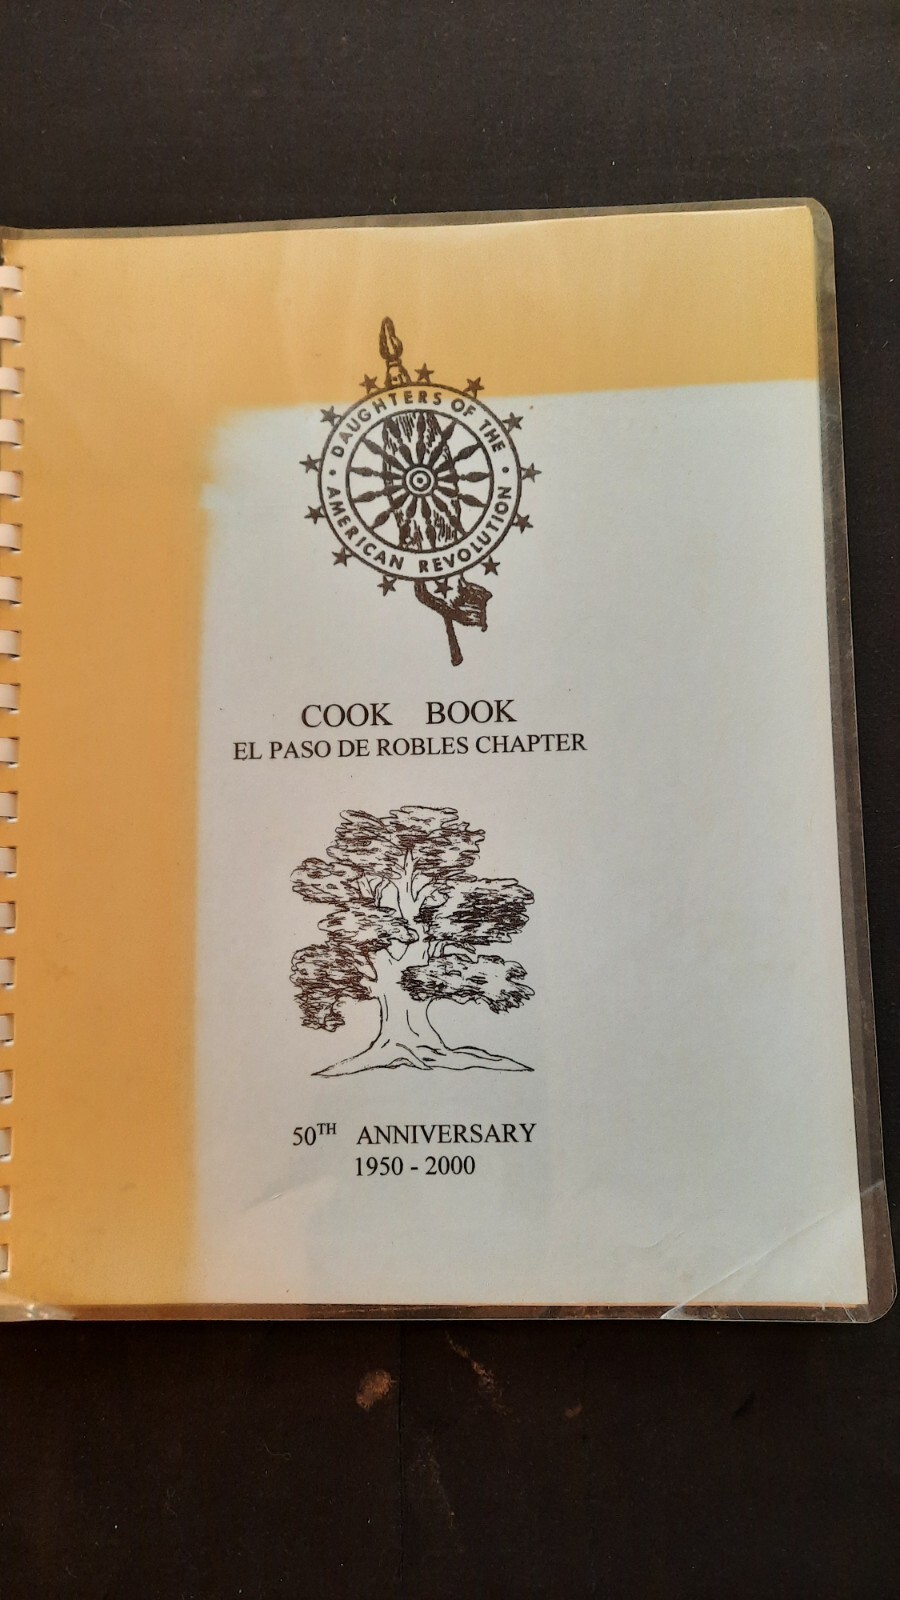 DAUGHTERS OF THE
AMERICAN REVOLUTION
COOK BOOK
EL PASO DE ROBLES CHAPTER
50TH ANNIVERSARY
1950 - 2000